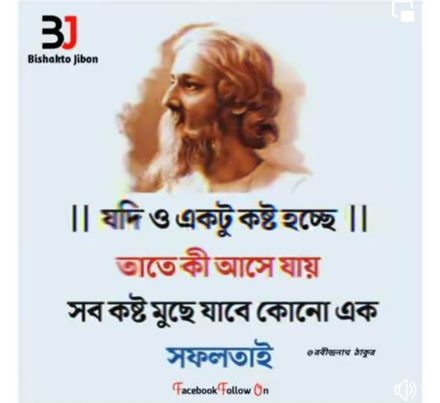 BJ
Bishakto Jibon
|| যদি ও একটু কষ্ট হচ্ছে ||
তাতে কী আসে যায়
সব কষ্ট মুছে যাবে কোনো এক
সফলতাই
@রবীন্দ্রনাথ ঠাকুর
Facebook Follow On